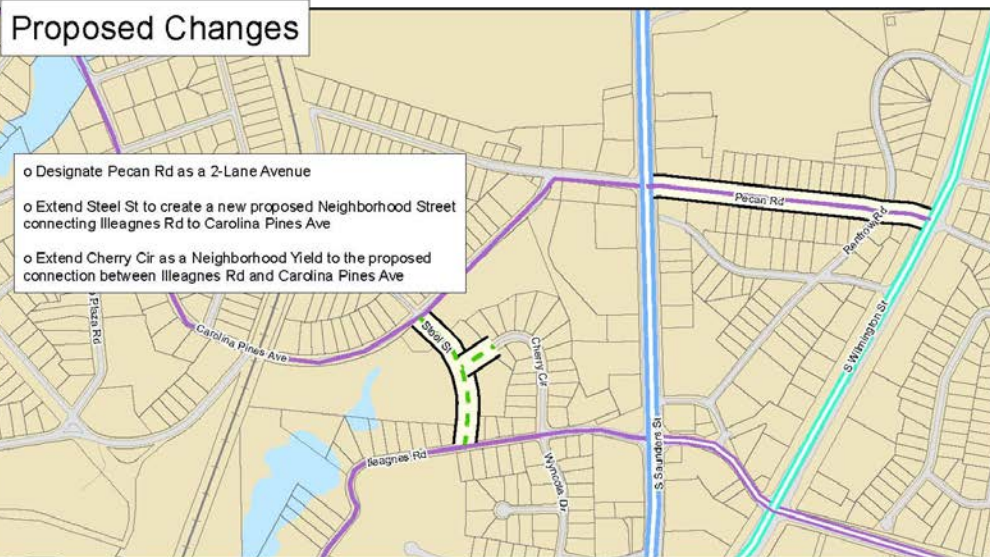 Proposed Changes
o Designate Pecan Rd as a 2-Lane Avenue
o Extend Steel St to create a new proposed Neighborhood Street
connecting Illeagnes Rd to Carolina Pines Ave
o Extend Cherry Cir as a Neighborhood Yield to the proposed
connection between Illeagnes Rd and Carolina Pines Ave
Pecan Rd
Renfrow Rd
Plaza Rd
Carolina Pines Ave
Steel St
Cherry Cir
S Wilmington St
S Saunders St
Ileagnes Rd
Wyncote Dr